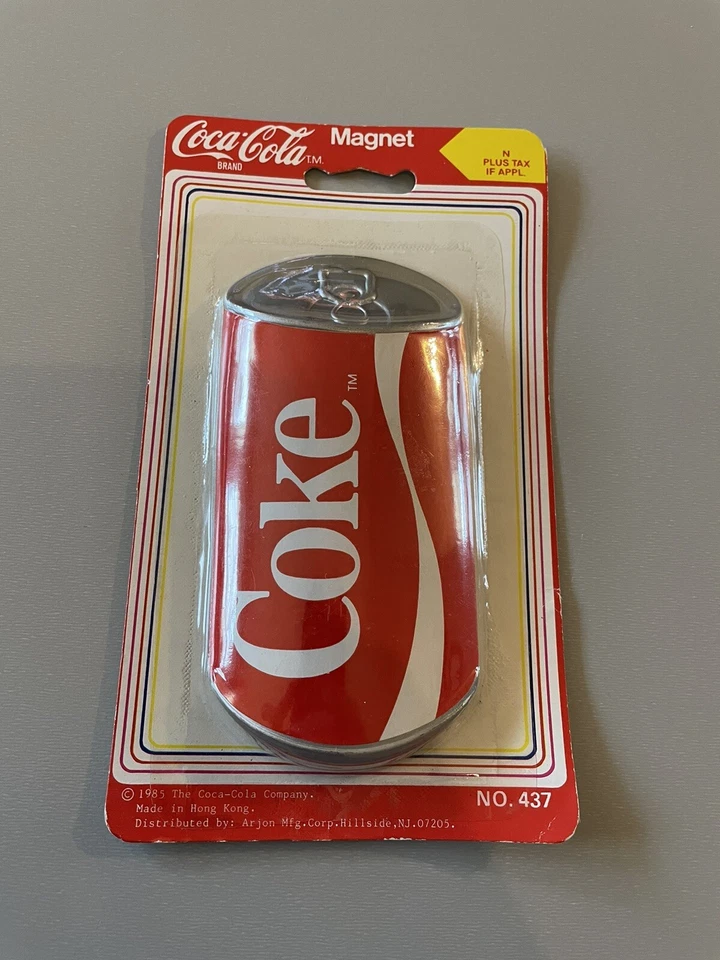 Coca-Cola T.M.
BRAND
Magnet
N
PLUS TAX
IF APPL.
Coke TM
© 1985 The Coca-Cola Company.
Made in Hong Kong.
Distributed by: Arjon Mfg.Corp.Hillside,NJ.07205.
NO. 437